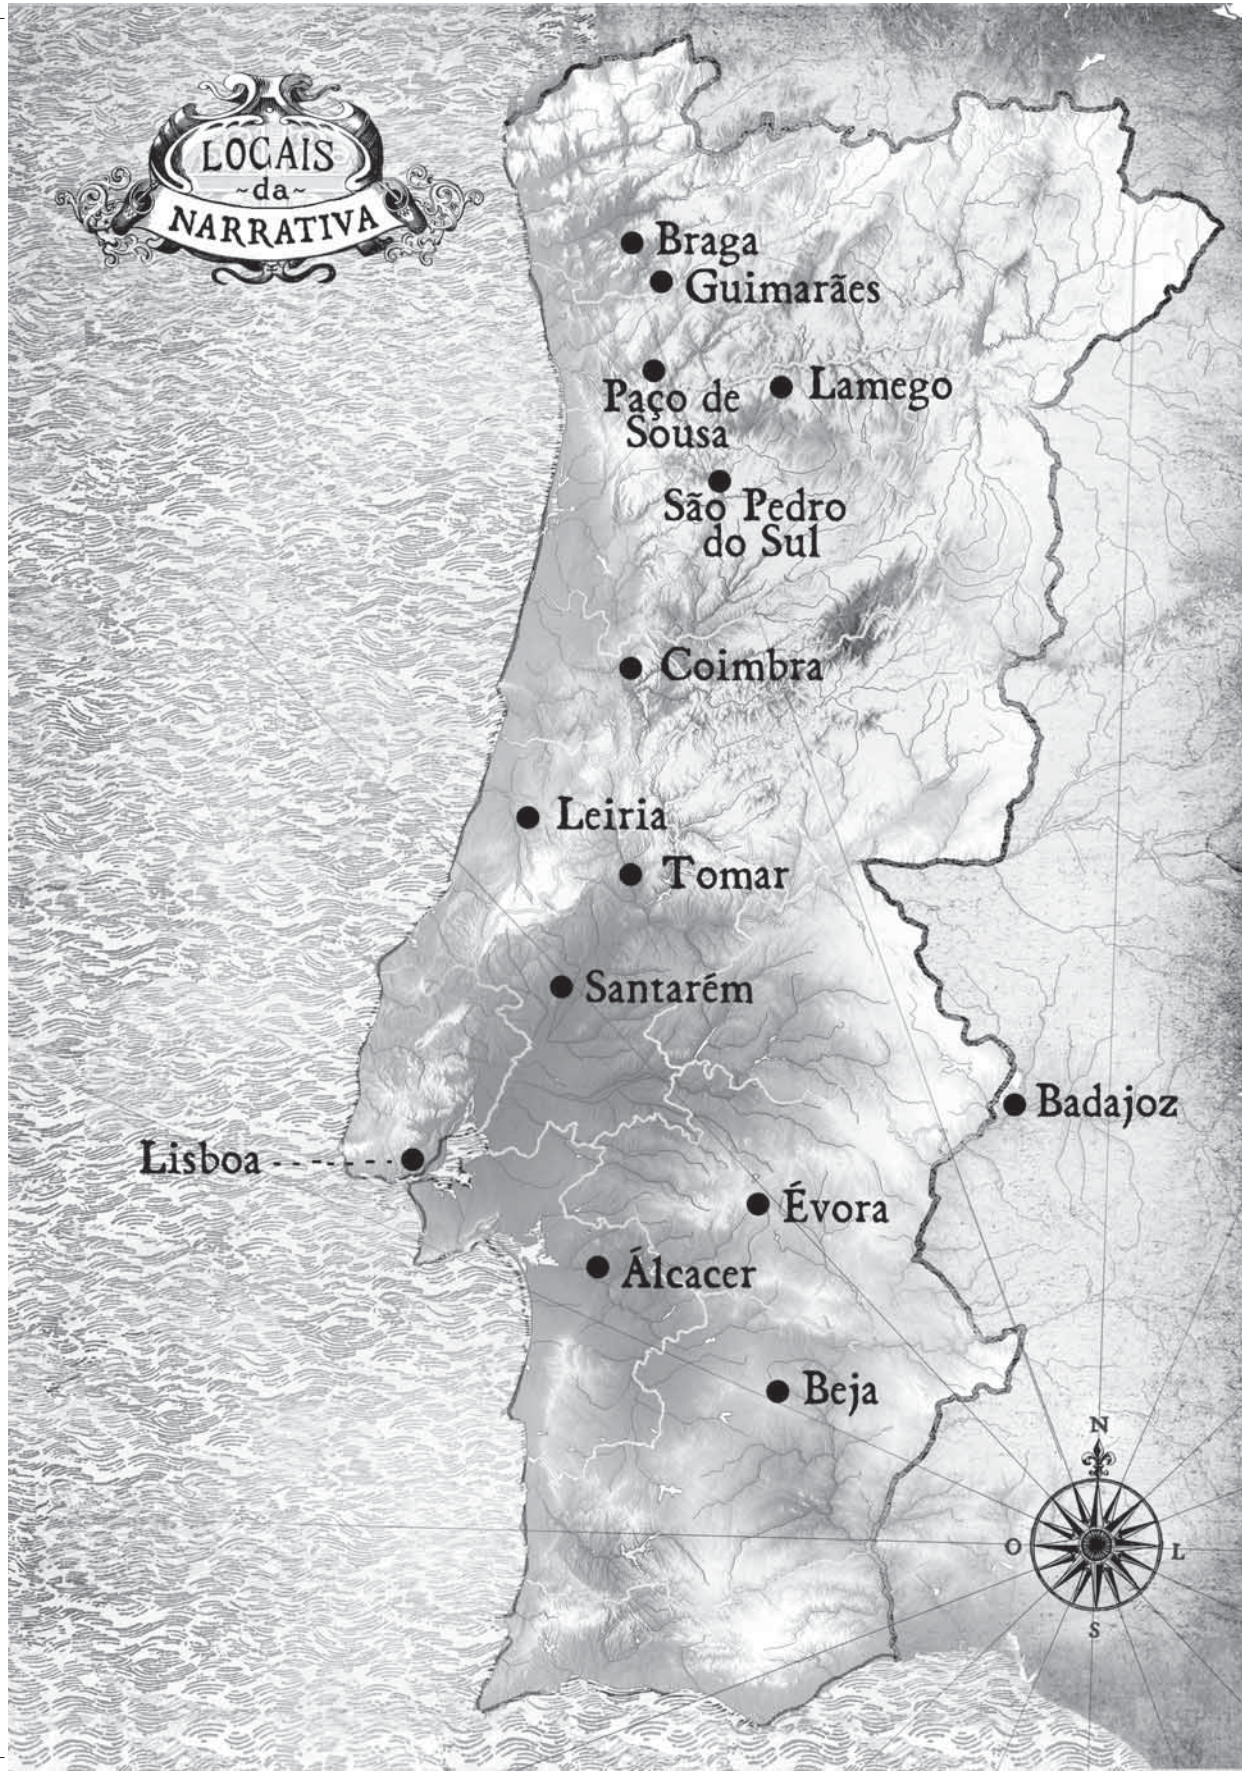 LOCAIS
~da~
NARRATIVA
Braga
Guimarães
Paço de
Sousa
Lamego
São Pedro
do Sul
Coimbra
Leiria
Tomar
Santarém
Badajoz
Lisboa
Évora
Álcacer
Beja
N
O
L
S